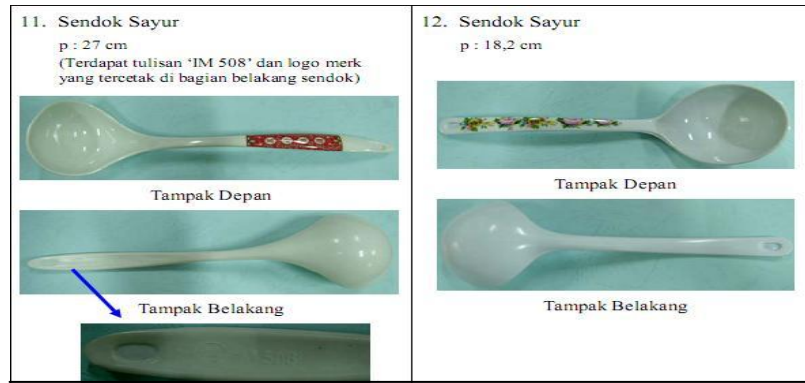 11. Sendok Sayur
p : 27 cm
(Terdapat tulisan 'IM 508' dan logo merk
yang tercetak di bagian belakang sendok)
Tampak Depan
Tampak Belakang
12. Sendok Sayur
p : 18,2 cm
Tampak Depan
Tampak Belakang